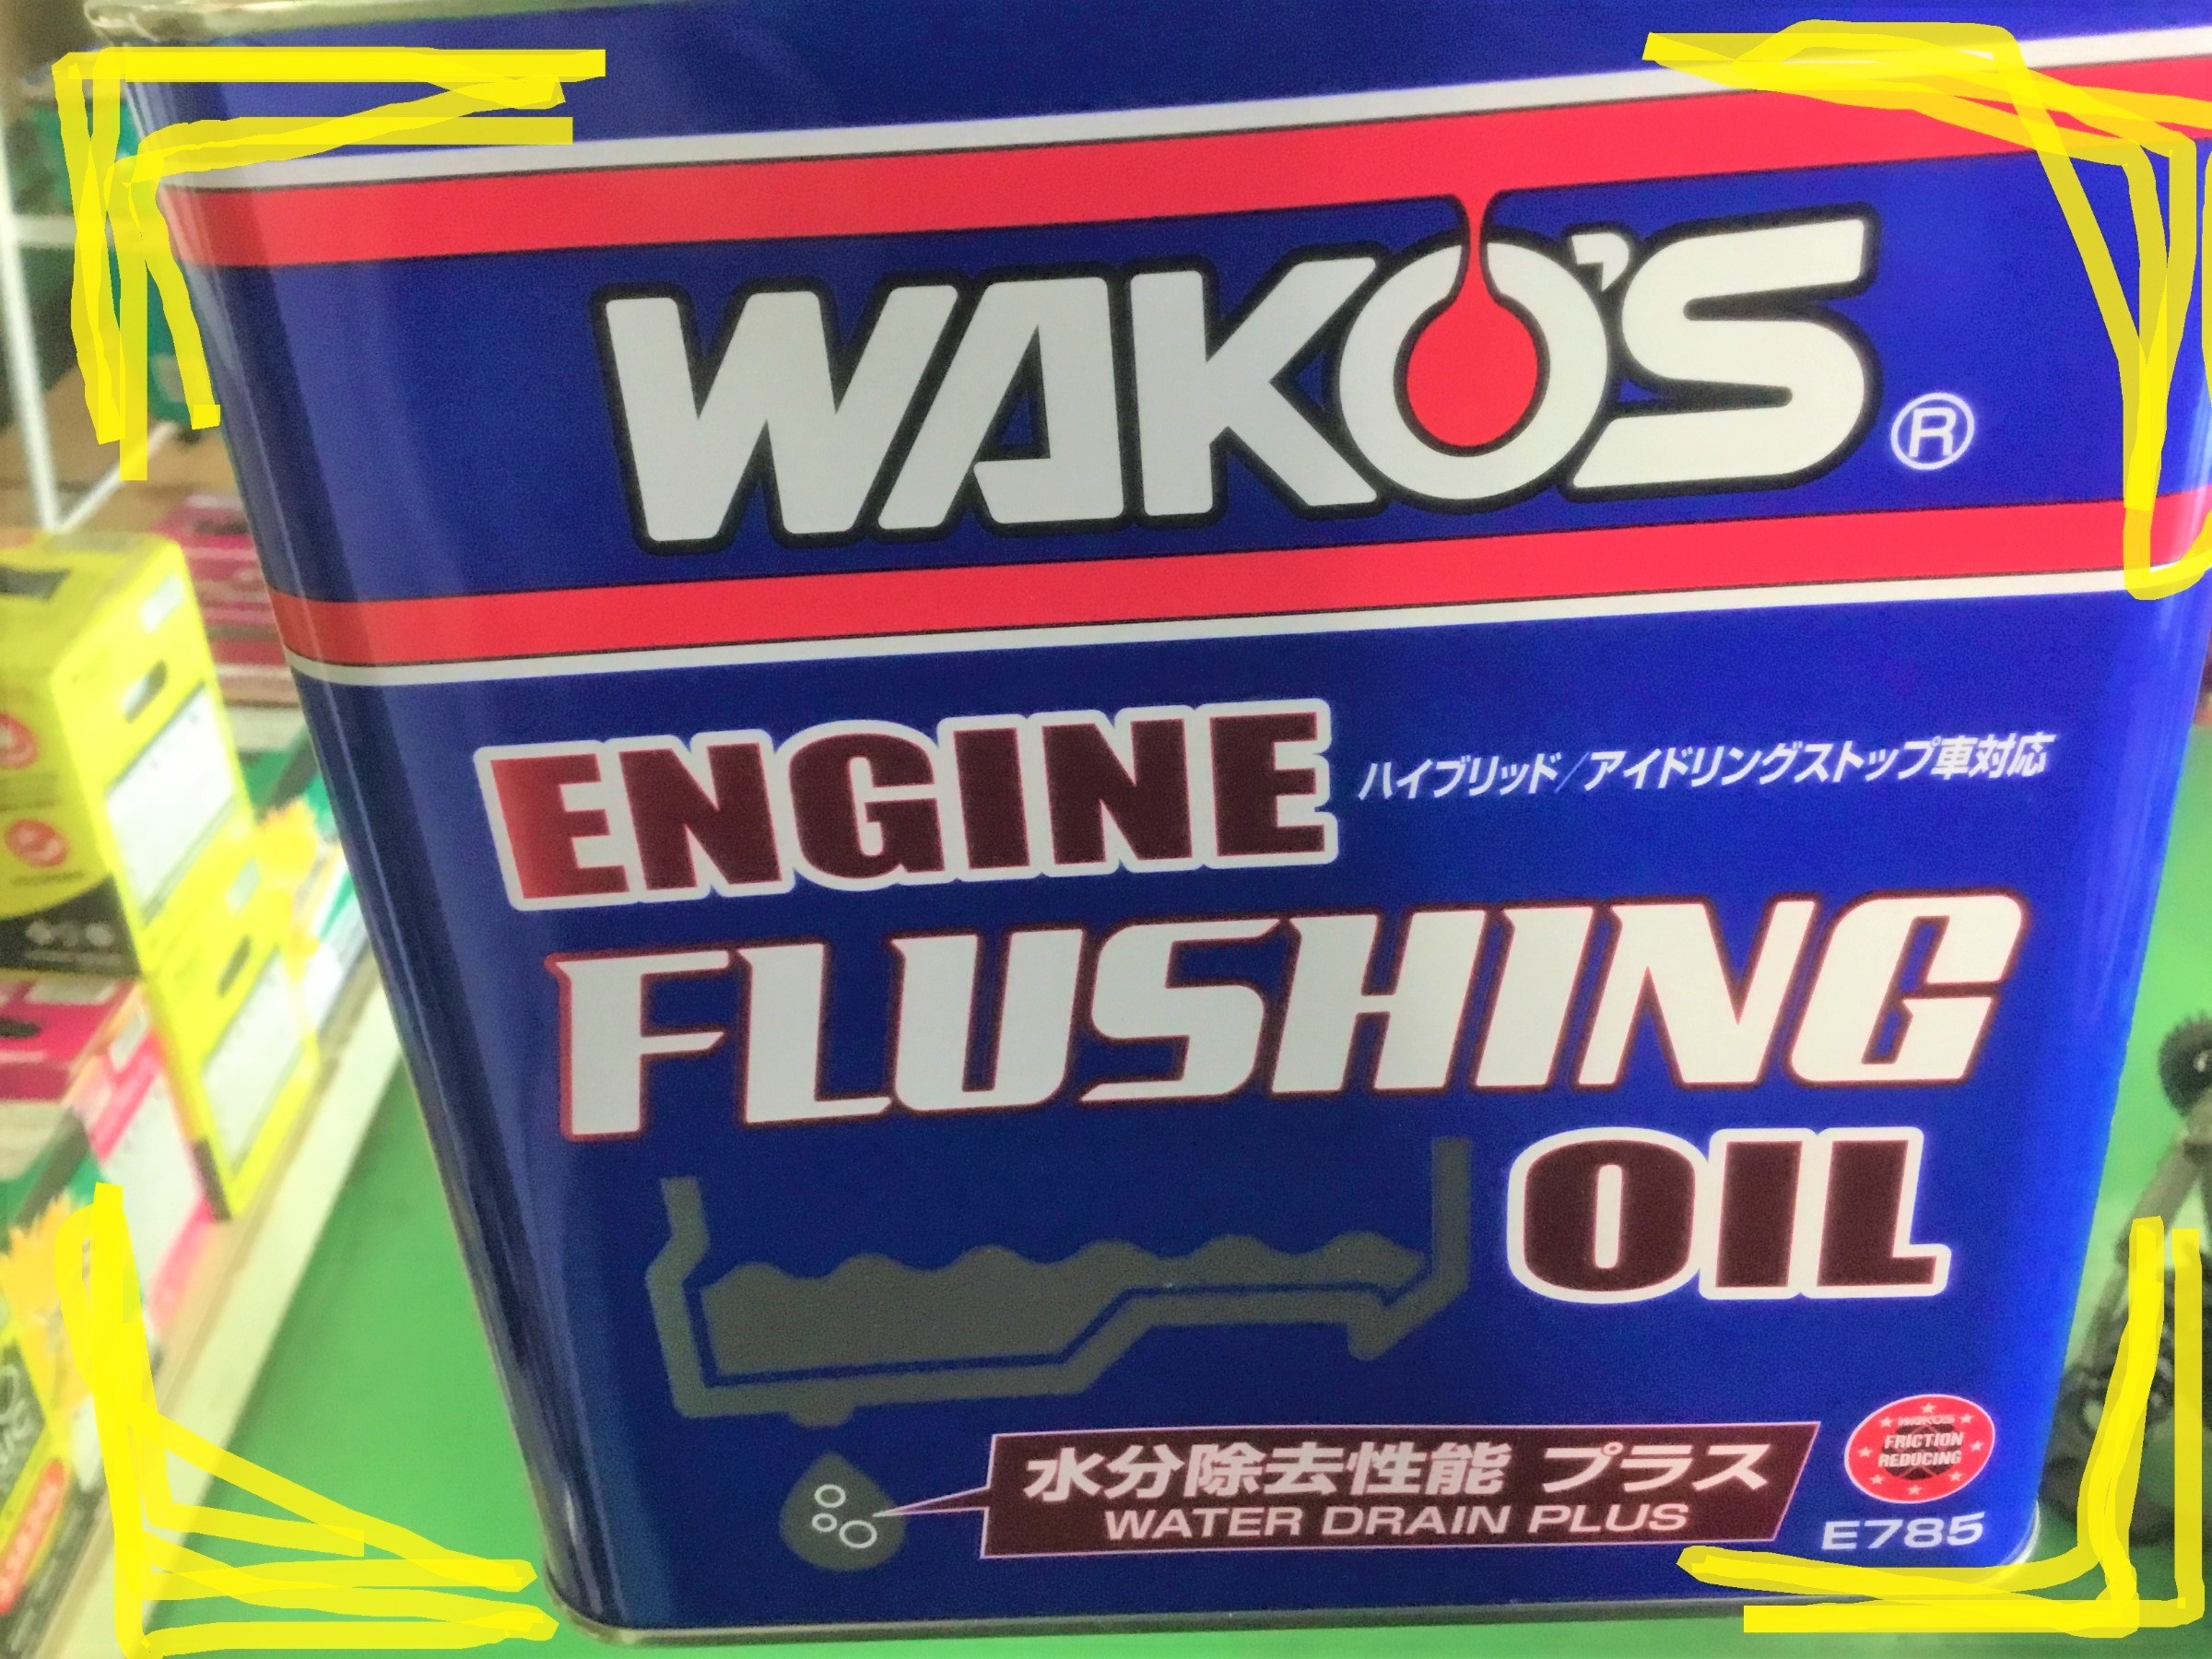 WAKO'S ®
ENGINE
ハイブリッド/アイドリングストップ車対応
FLUSHING
OIL
水分除去性能 プラス
WATER DRAIN PLUS
WAKO'S
FRICTION
REDUCING
E785